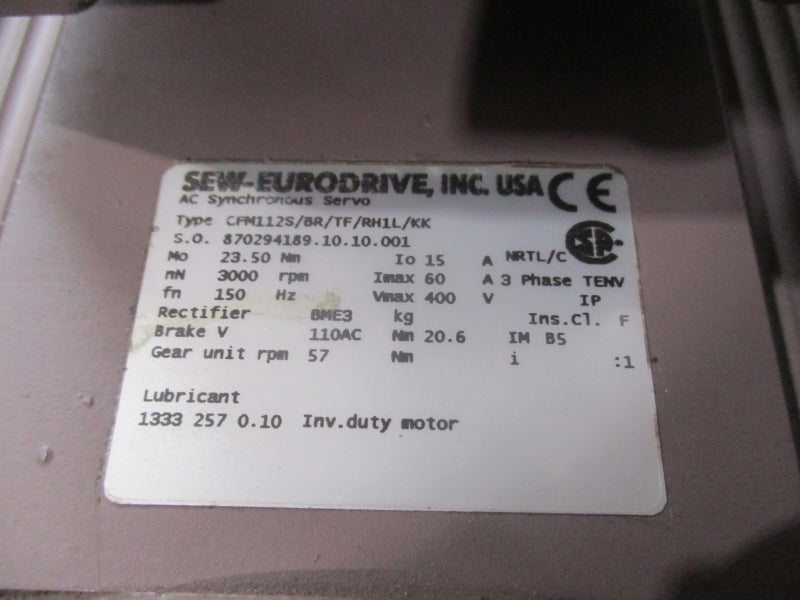 SEW-EURODRIVE, INC. USA CE
AC Synchronous Servo
Type CFM112S/BR/TF/RH1L/KK
S.O. 870294189.10.10.001
Mo 23.50 Nm Io 15 A NRTL/C SP
nN 3000 rpm Imax 60 A 3 Phase TENV
fn 150 Hz Vmax 400 V IP
Rectifier BME3 kg Ins.Cl. F
Brake V 110AC Nm 20.6 IM B5
Gear unit rpm 57 Nm i :1
Lubricant
1333 257 0.10 Inv.duty motor